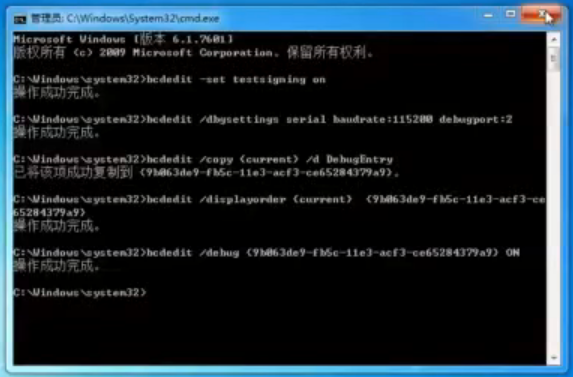 管理员: C:\Windows\System32\cmd.exe
Microsoft Windows [版本 6.1.7601]
版权所有 (c) 2009 Microsoft Corporation。保留所有权利。
C:\Windows\system32>bcdedit -set testsigning on
操作成功完成。
C:\Windows\system32>bcdedit /dbgsettings serial baudrate:115200 debugport:2
操作成功完成。
C:\Windows\system32>bcdedit /copy {current} /d DebugEntry
已将该项成功复制到 {9b063de9-fb5c-11e3-acf3-ce65284379a9}。
C:\Windows\system32>bcdedit /displayorder {current} {9b063de9-fb5c-11e3-acf3-ce
65284379a9}
操作成功完成。
C:\Windows\system32>bcdedit /debug {9b063de9-fb5c-11e3-acf3-ce65284379a9} ON
操作成功完成。
C:\Windows\system32>